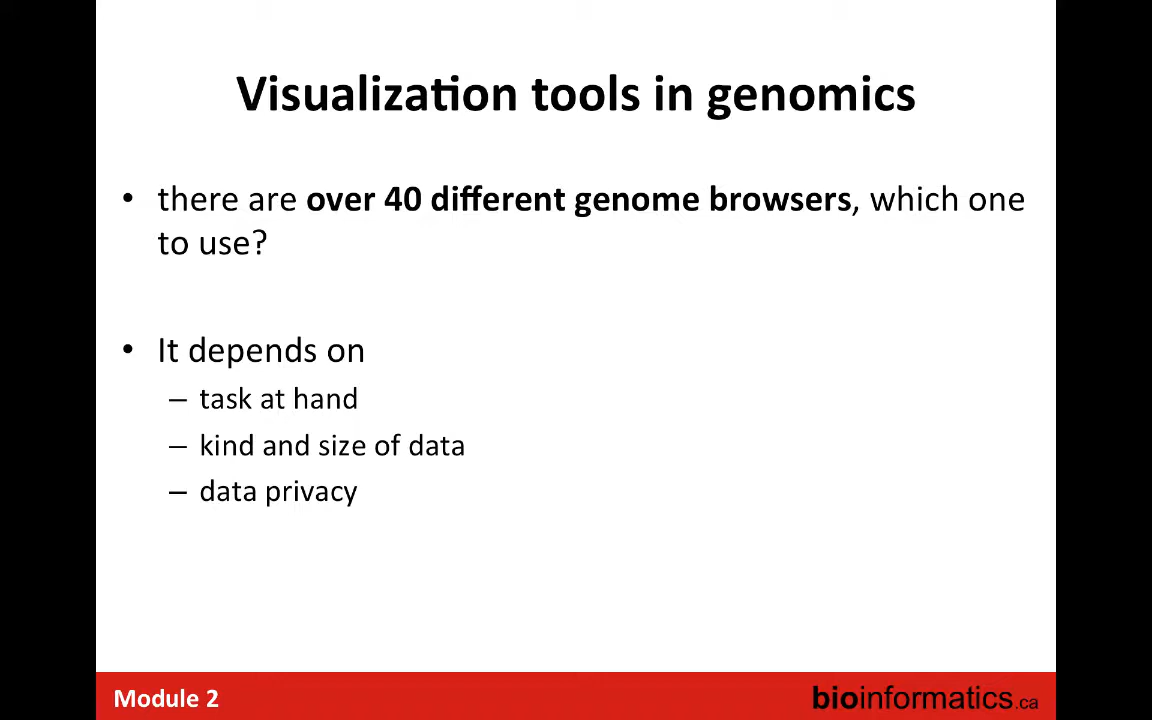 Visualization tools in genomics
• there are over 40 different genome browsers, which one
to use?
• It depends on
– task at hand
– kind and size of data
– data privacy
Module 2
bioinformatics.ca